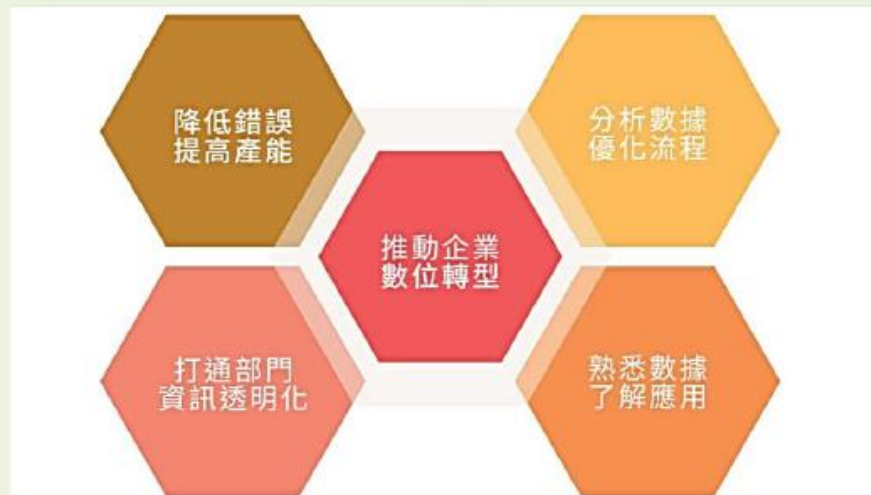 降低錯誤
提高產能
分析數據
優化流程
推動企業
數位轉型
打通部門
資訊透明化
熟悉數據
了解應用